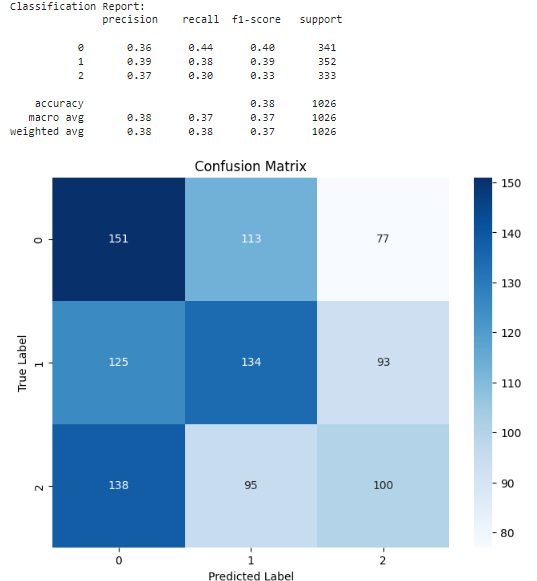 Classification Report:
precision recall f1-score support
0 0.36 0.44 0.40 341
1 0.39 0.38 0.39 352
2 0.37 0.30 0.33 333
accuracy 0.38 1026
macro avg 0.38 0.37 0.37 1026
weighted avg 0.38 0.38 0.37 1026
Confusion Matrix
True Label
0 151 113 77
1 125 134 93
2 138 95 100
0 1 2
Predicted Label
150
140
130
120
110
100
90
80